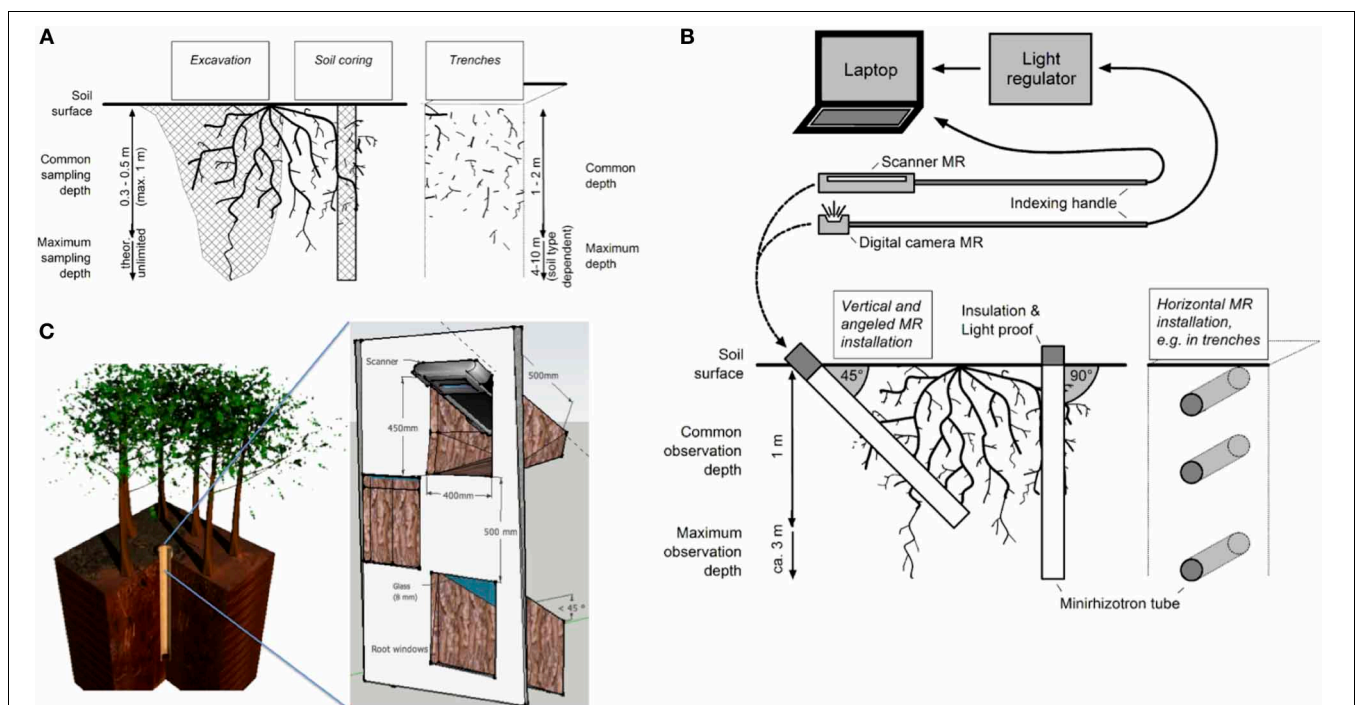 A
Excavation
Soil coring
Trenches
Soil
surface
Common
sampling
depth
0.3 - 0.5 m
(max. 1 m)
Maximum
sampling
depth
theor.
unlimited
1 - 2 m
Common
depth
4-10 m
(soil type
dependent)
Maximum
depth
B
Laptop
Light
regulator
Scanner MR
Indexing handle
Digital camera MR
Vertical and
angeled MR
installation
Insulation &
Light proof
Horizontal MR
installation,
e.g. in trenches
Soil
surface
45°
90°
Common
observation
depth
1 m
Maximum
observation
depth
ca. 3 m
Minirhizotron tube
C
Scanner
500mm
450mm
400mm
500 mm
Glass
(8 mm)
< 45 °
Root windows